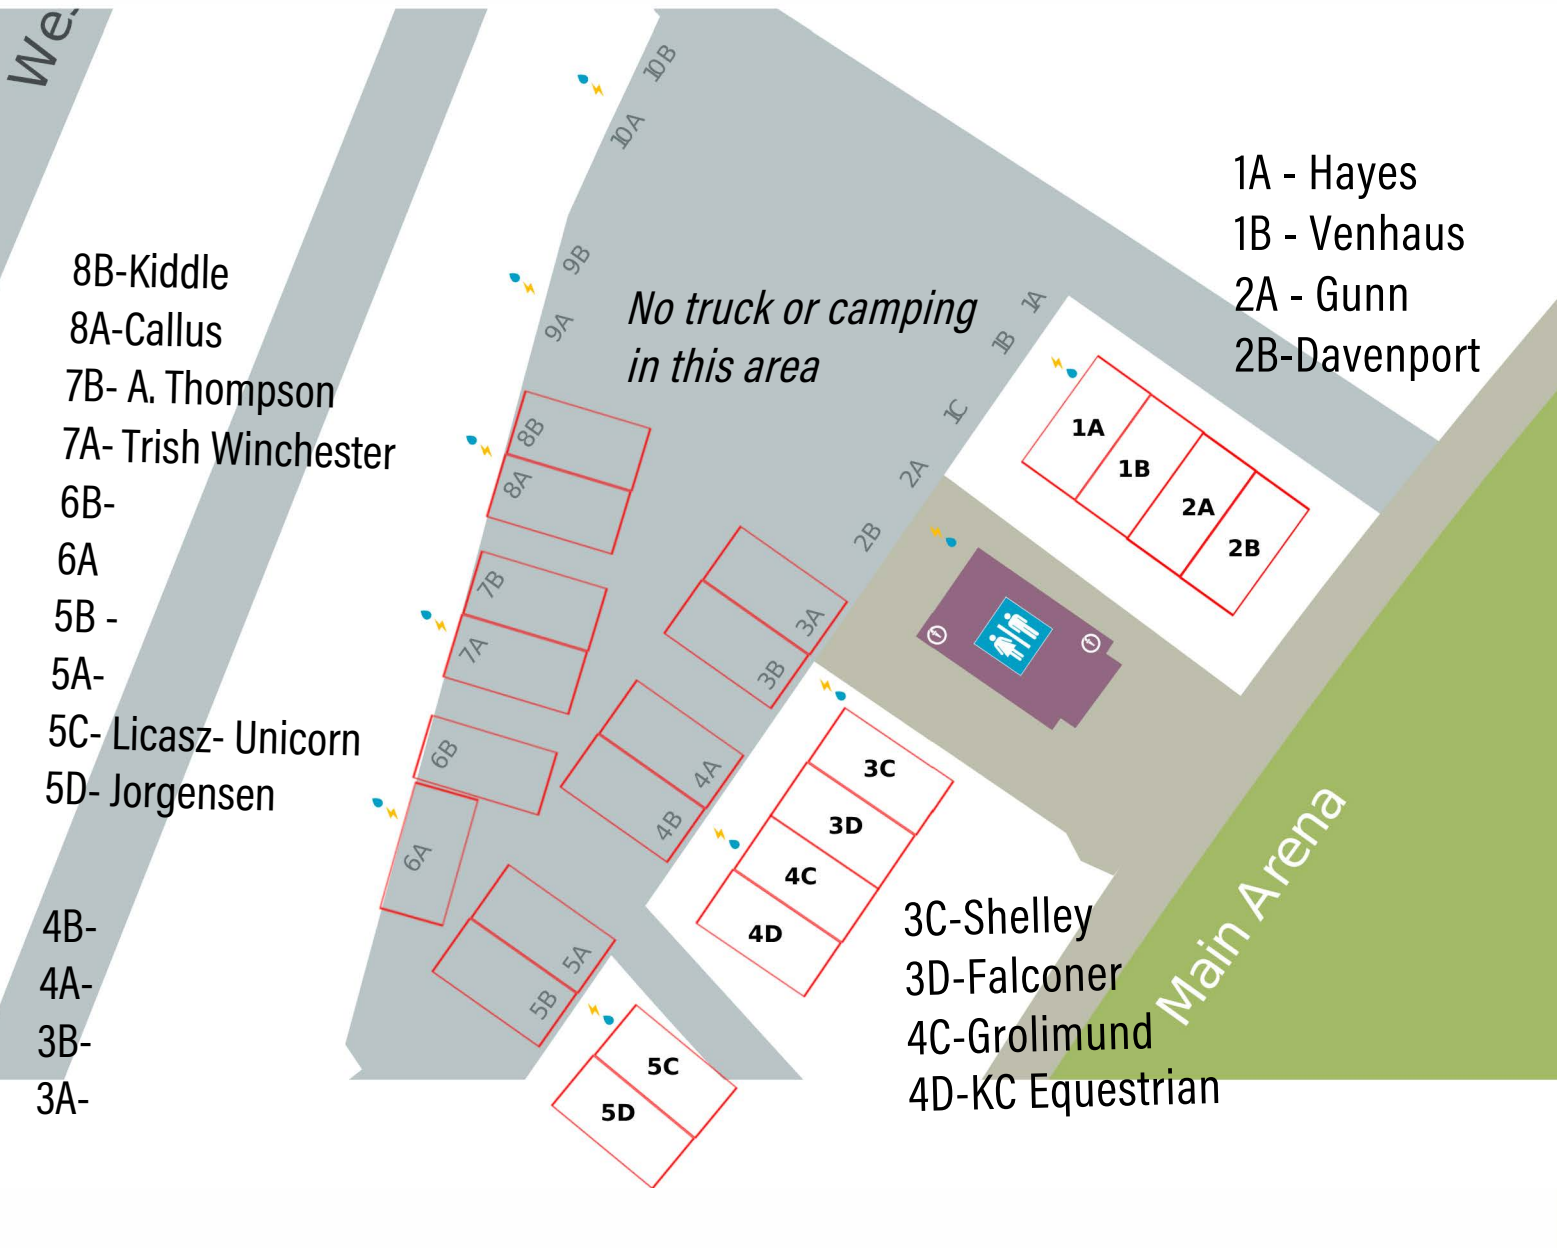 We
10B
10A
9B
9A
8B-Kiddle
8A-Callus
7B- A. Thompson
7A- Trish Winchester
6B-
6A
5B -
5A-
5C- Licasz- Unicorn
5D- Jorgensen
4B-
4A-
3B-
3A-
No truck or camping
in this area
1A
1B
1C
2A
2B
8B
8A
7B
7A
6B
6A
3A
3B
4A
4B
5A
5B
1A - Hayes
1B - Venhaus
2A - Gunn
2B-Davenport
1A
1B
2A
2B
3C
3D
4C
4D
5C
5D
3C-Shelley
3D-Falconer
4C-Grolimund
4D-KC Equestrian
Main Arena